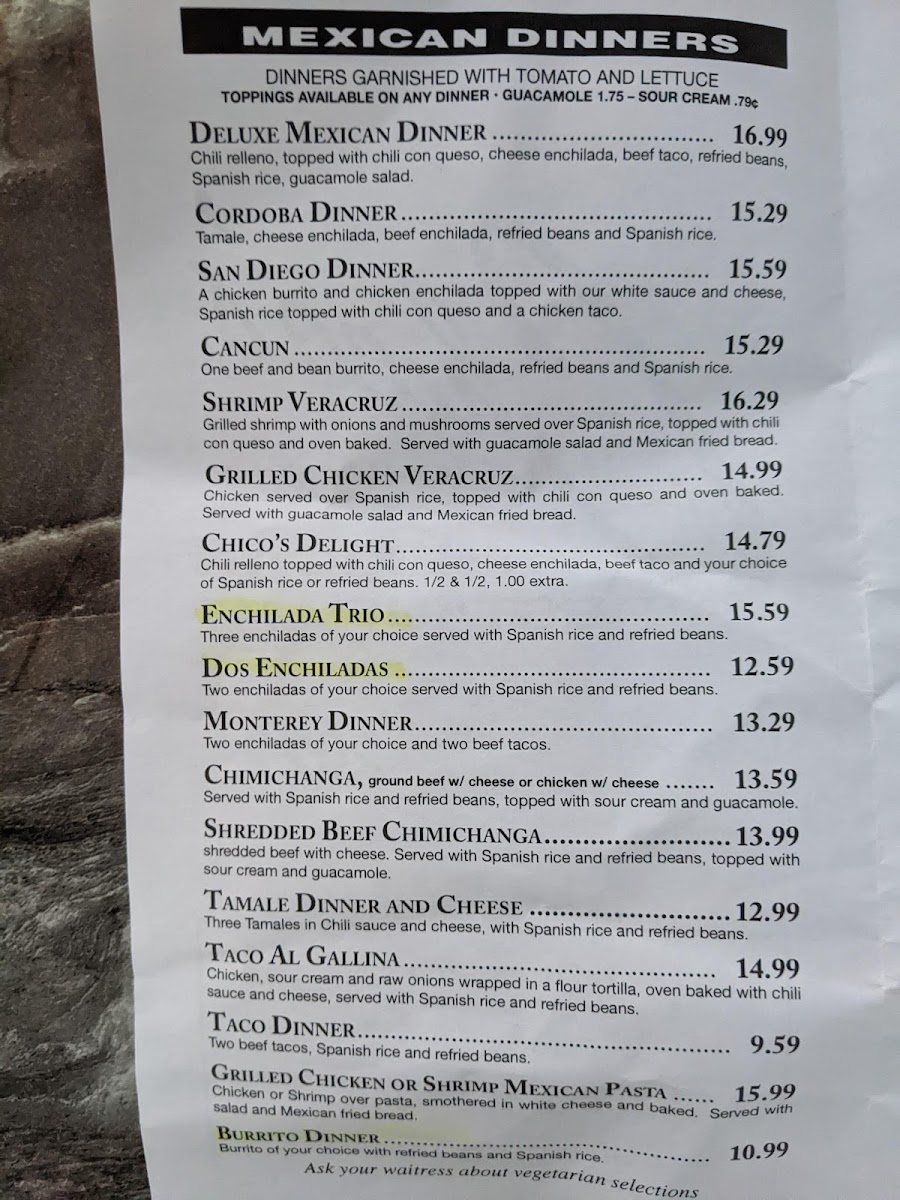 MEXICAN DINNERS
DINNERS GARNISHED WITH TOMATO AND LETTUCE
TOPPINGS AVAILABLE ON ANY DINNER • GUACAMOLE 1.75 – SOUR CREAM .79¢
DELUXE MEXICAN DINNER ................................ 16.99
Chili relleno, topped with chili con queso, cheese enchilada, beef taco, refried beans,
Spanish rice, guacamole salad.
CORDOBA DINNER ............................................. 15.29
Tamale, cheese enchilada, beef enchilada, refried beans and Spanish rice.
SAN DIEGO DINNER.......................................... 15.59
A chicken burrito and chicken enchilada topped with our white sauce and cheese,
Spanish rice topped with chili con queso and a chicken taco.
CANCUN .......................................................... 15.29
One beef and bean burrito, cheese enchilada, refried beans and Spanish rice.
SHRIMP VERACRUZ .......................................... 16.29
Grilled shrimp with onions and mushrooms served over Spanish rice, topped with chili
con queso and oven baked. Served with guacamole salad and Mexican fried bread.
GRILLED CHICKEN VERACRUZ........................... 14.99
Chicken served over Spanish rice, topped with chili con queso and oven baked.
Served with guacamole salad and Mexican fried bread.
CHICO'S DELIGHT............................................ 14.79
Chili relleno topped with chili con queso, cheese enchilada, beef taco and your choice
of Spanish rice or refried beans. 1/2 & 1/2, 1.00 extra.
ENCHILADA TRIO.............................................. 15.59
Three enchiladas of your choice served with Spanish rice and refried beans.
DOS ENCHILADAS ............................................. 12.59
Two enchiladas of your choice served with Spanish rice and refried beans.
MONTEREY DINNER........................................... 13.29
Two enchiladas of your choice and two beef tacos.
CHIMICHANGA, ground beef w/ cheese or chicken w/ cheese ....... 13.59
Served with Spanish rice and refried beans, topped with sour cream and guacamole.
SHREDDED BEEF CHIMICHANGA.......................... 13.99
shredded beef with cheese. Served with Spanish rice and refried beans, topped with
sour cream and guacamole.
TAMALE DINNER AND CHEESE ............................ 12.99
Three Tamales in Chili sauce and cheese, with Spanish rice and refried beans.
TACO AL GALLINA ............................................. 14.99
Chicken, sour cream and raw onions wrapped in a flour tortilla, oven baked with chili
sauce and cheese, served with Spanish rice and refried beans.
TACO DINNER..................................................... 9.59
Two beef tacos, Spanish rice and refried beans.
GRILLED CHICKEN OR SHRIMP MEXICAN PASTA ...... 15.99
Chicken or Shrimp over pasta, smothered in white cheese and baked. Served with
salad and Mexican fried bread.
BURRITO DINNER ................................................ 10.99
Burrito of your choice with refried beans and Spanish rice.
Ask your waitress about vegetarian selections